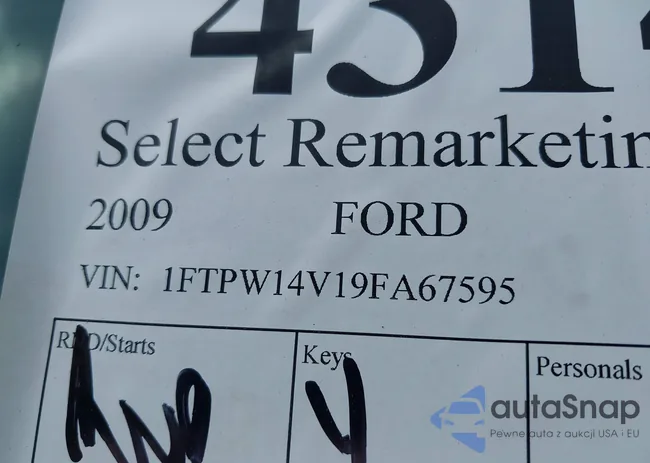 Select Remarketin
2009 FORD
VIN: 1FTPW14V19FA67595
Keys
Personals
autaSnap
Pewne auta z aukcji USA i EU